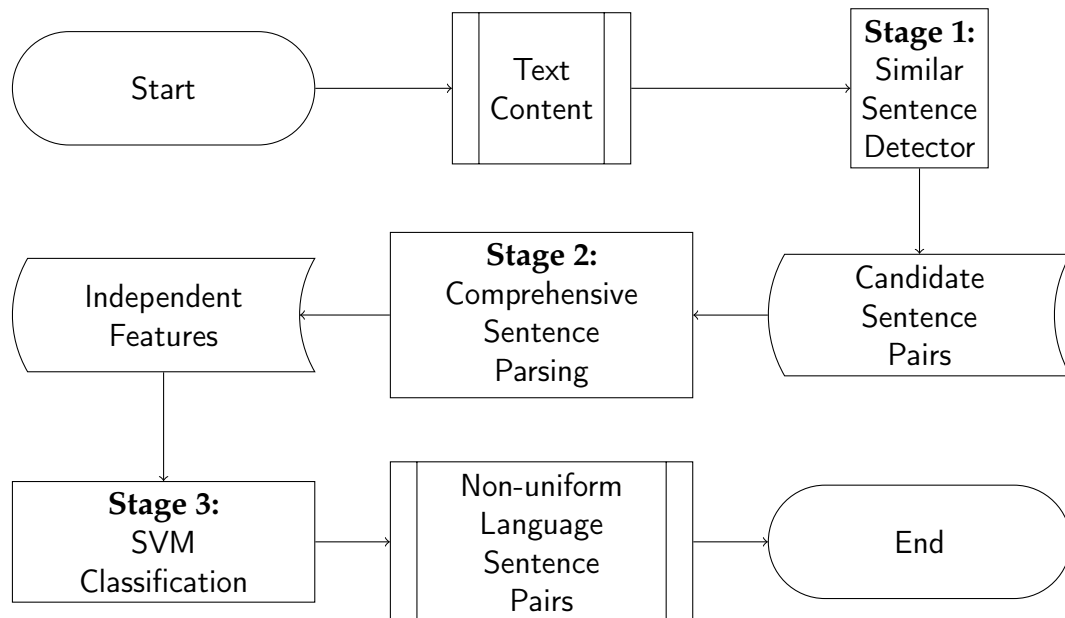 Start
Text
Content
Stage 1:
Similar
Sentence
Detector
Candidate
Sentence
Pairs
Stage 2:
Comprehensive
Sentence
Parsing
Independent
Features
Stage 3:
SVM
Classification
Non-uniform
Language
Sentence
Pairs
End